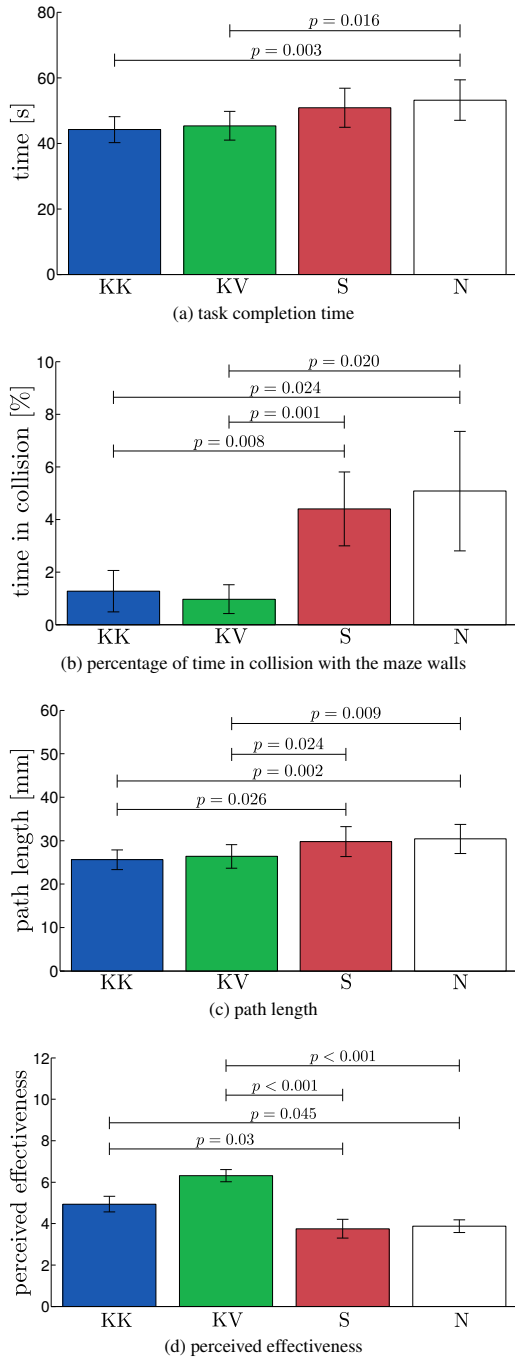 80
p = 0.016
p = 0.003
60
40
20
0
time [s]
KK KV S N
(a) task completion time
10
p = 0.020
p = 0.024
8
p = 0.001
p = 0.008
6
4
2
0
time in collision [%]
KK KV S N
(b) percentage of time in collision with the maze walls
60
p = 0.009
50
p = 0.024
p = 0.002
40
p = 0.026
30
20
10
0
path length [mm]
KK KV S N
(c) path length
12
p < 0.001
p < 0.001
10
p = 0.045
8
p = 0.03
6
4
2
0
perceived effectiveness
KK KV S N
(d) perceived effectiveness